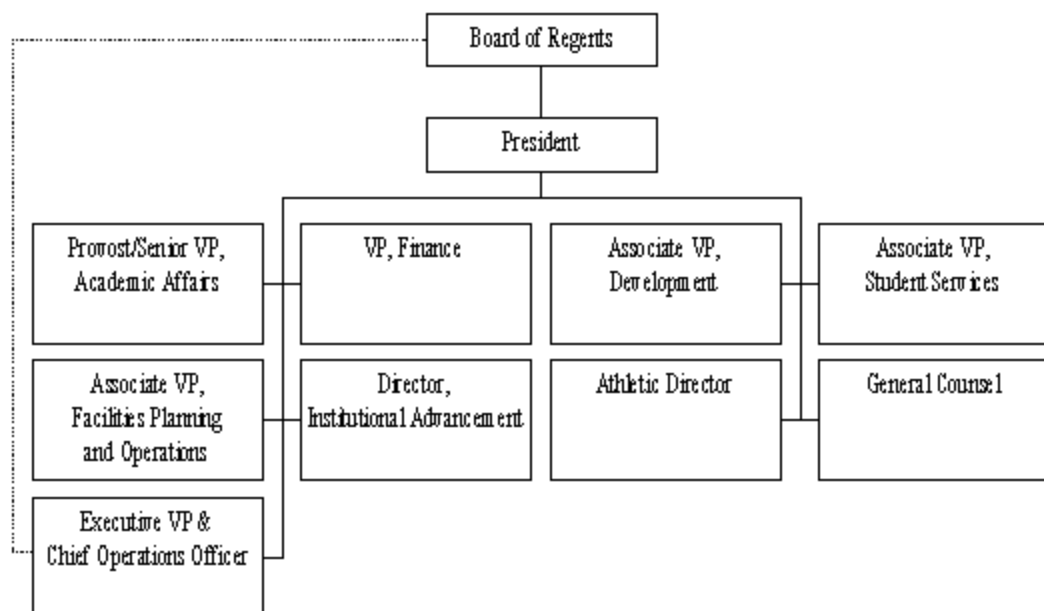 Board of Regents
President
Provost/Senior VP,
Academic Affairs
VP, Finance
Associate VP,
Development
Associate VP,
Student Services
Associate VP,
Facilities Planning
and Operations
Director,
Institutional Advancement
Athletic Director
General Counsel
Executive VP &
Chief Operations Officer